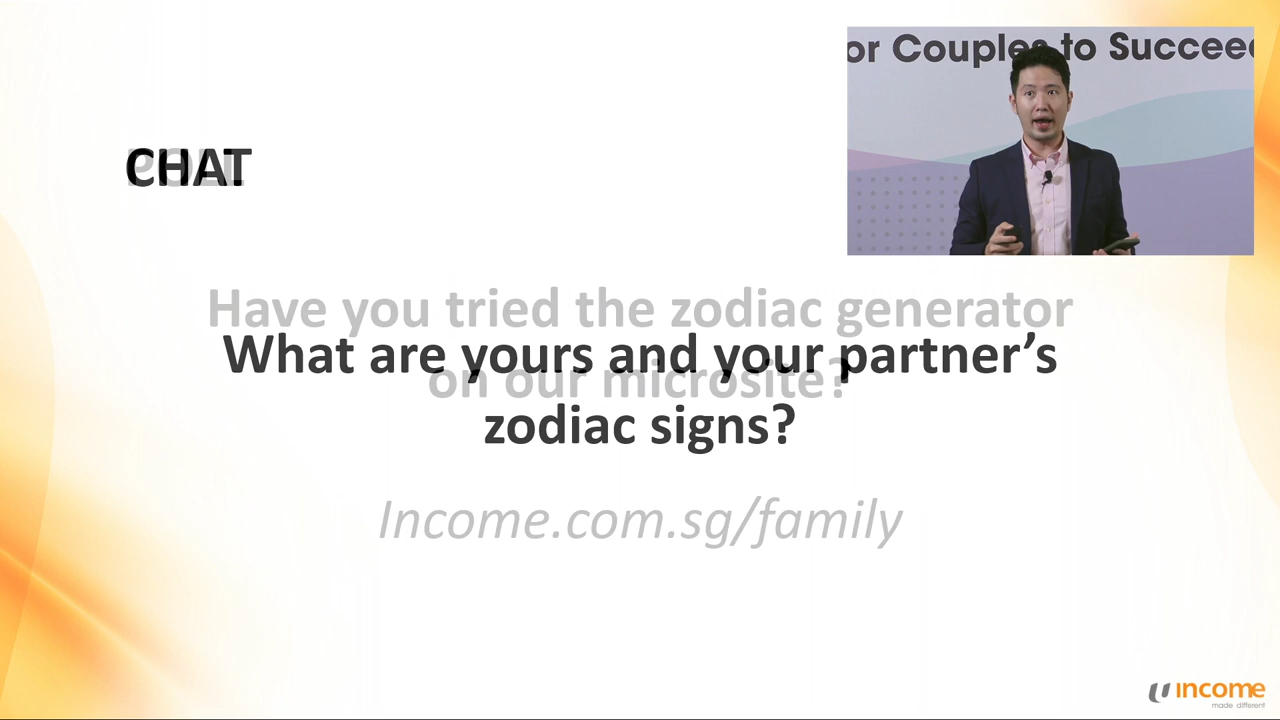 or Couples to Succeed
CHAT
POLL
Have you tried the zodiac generator
on our microsite?
What are yours and your partner's
zodiac signs?
Income.com.sg/family
income
made different